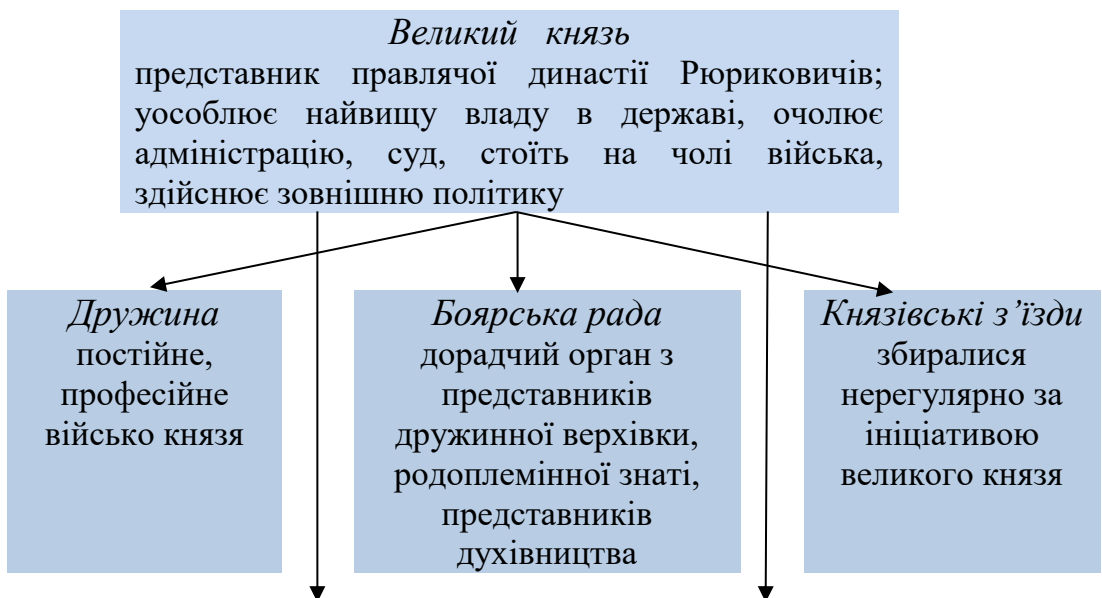 Великий князь
представник правлячої династії Рюриковичів;
уособлює найвищу владу в державі, очолює
адміністрацію, суд, стоїть на чолі війська,
здійснює зовнішню політику
Дружина
постійне,
професійне
військо князя
Боярська рада
дорадчий орган з
представників
дружинної верхівки,
родоплемінної знаті,
представників
духівництва
Князівські з’їзди
збиралися
нерегулярно за
ініціативою
великого князя